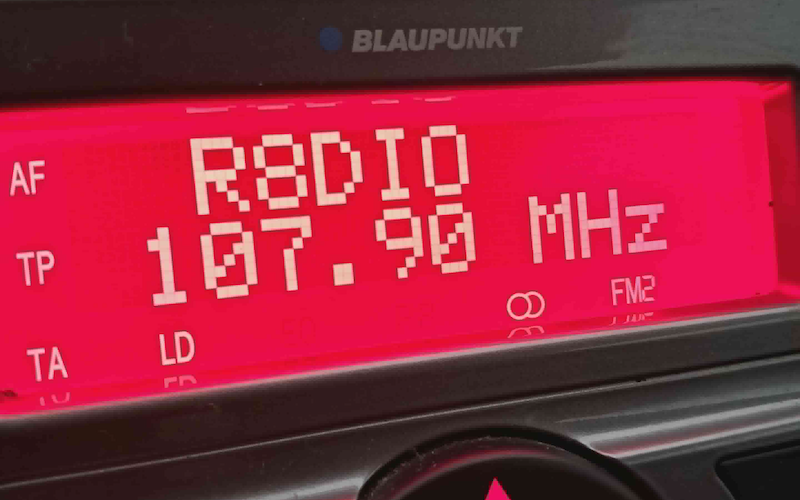 BLAUPUNKT
AF R8DIO
TP 107.90 MHz
FM2
TA LD